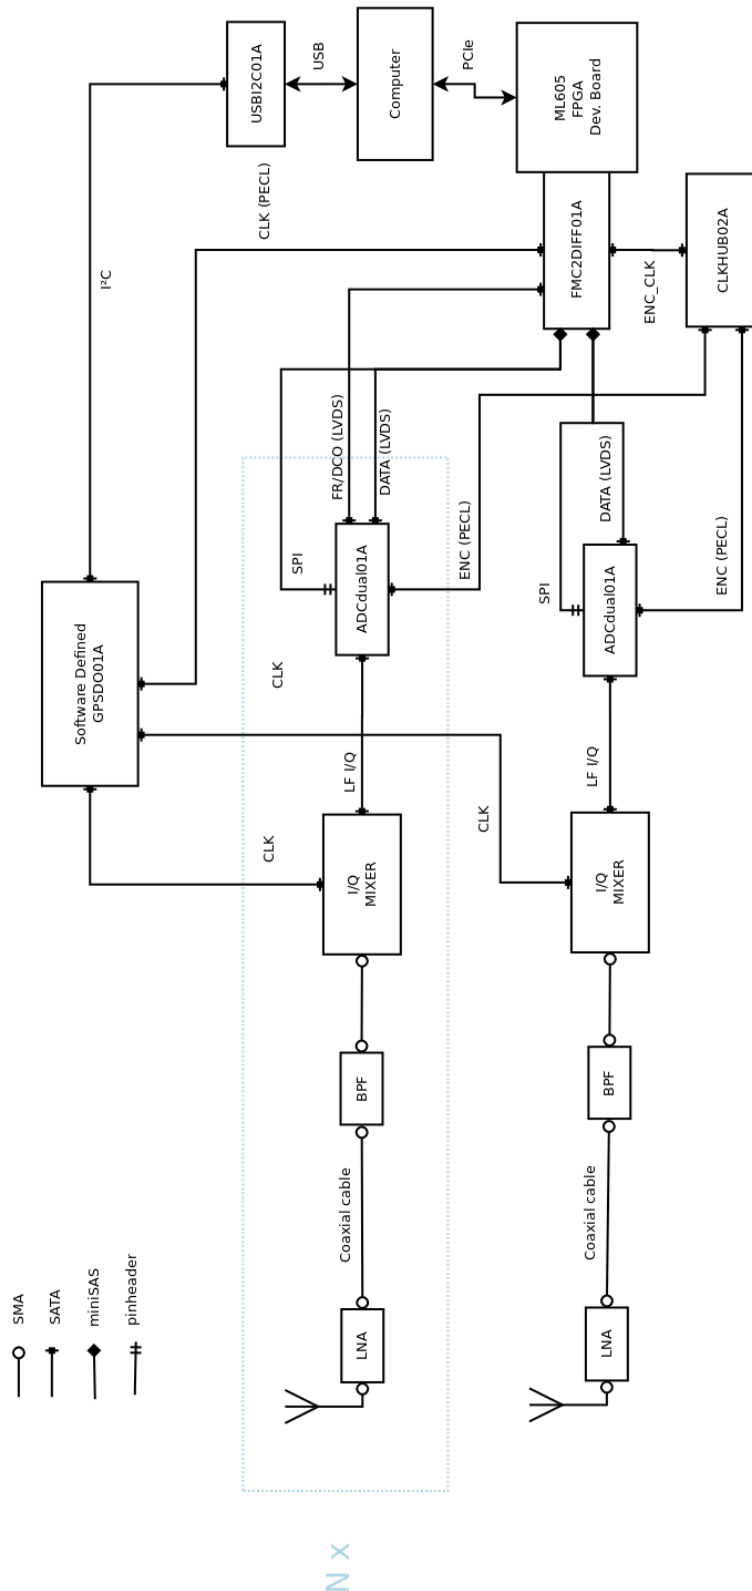 SMA
SATA
miniSAS
pinheader
N x
LNA
Coaxial cable
BPF
I/Q
MIXER
CLK
LF I/Q
CLK
ADCdual01A
SPI
FR/DCO (LVDS)
DATA (LVDS)
ENC (PECL)
LNA
Coaxial cable
BPF
I/Q
MIXER
CLK
LF I/Q
ADCdual01A
SPI
DATA (LVDS)
ENC (PECL)
Software Defined
GPSDO01A
I²C
CLK (PECL)
USBI2C01A
USB
Computer
PCIe
ML605
FPGA
Dev. Board
FMC2DIFF01A
ENC_CLK
CLKHUB02A